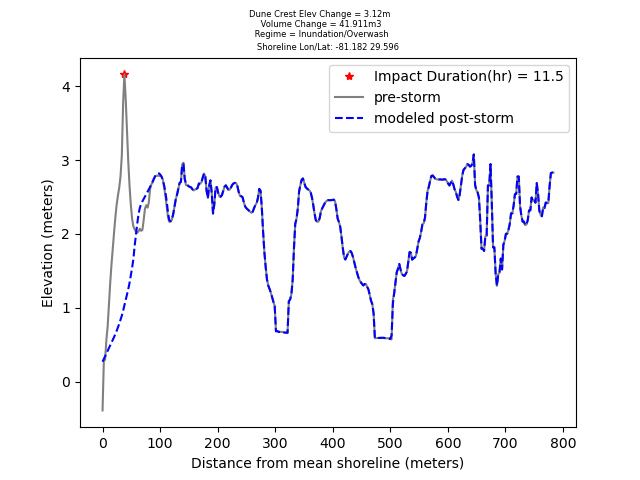 Dune Crest Elev Change = 3.12m
Volume Change = 41.911m3
Regime = Inundation/Overwash
Shoreline Lon/Lat: -81.182 29.596
Impact Duration(hr) = 11.5
pre-storm
modeled post-storm
4
3
2
1
0
Elevation (meters)
0 100 200 300 400 500 600 700 800
Distance from mean shoreline (meters)